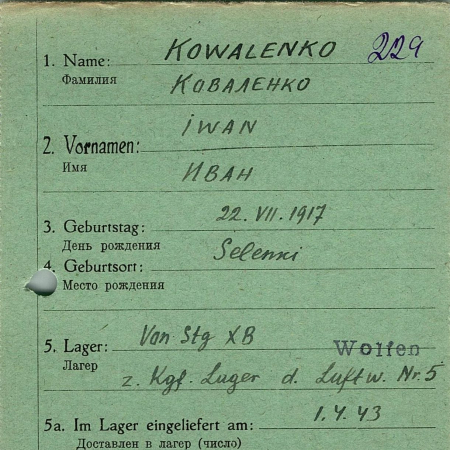 KOWALENKO 229
1. Name:
Фамилия КОВАЛЕНКО
IWAN
2. Vornamen:
Имя ИВАН
3. Geburtstag: 22. VII. 1917
День рождения
4. Geburtsort: Selenki
Место рождения
5. Lager: Von Stg XB Wolfen
Лагер z. Kgf. Lager d. Luftw. Nr. 5
5a. Im Lager eingeliefert am: 1.4.43
Доставлен в лагер (число)